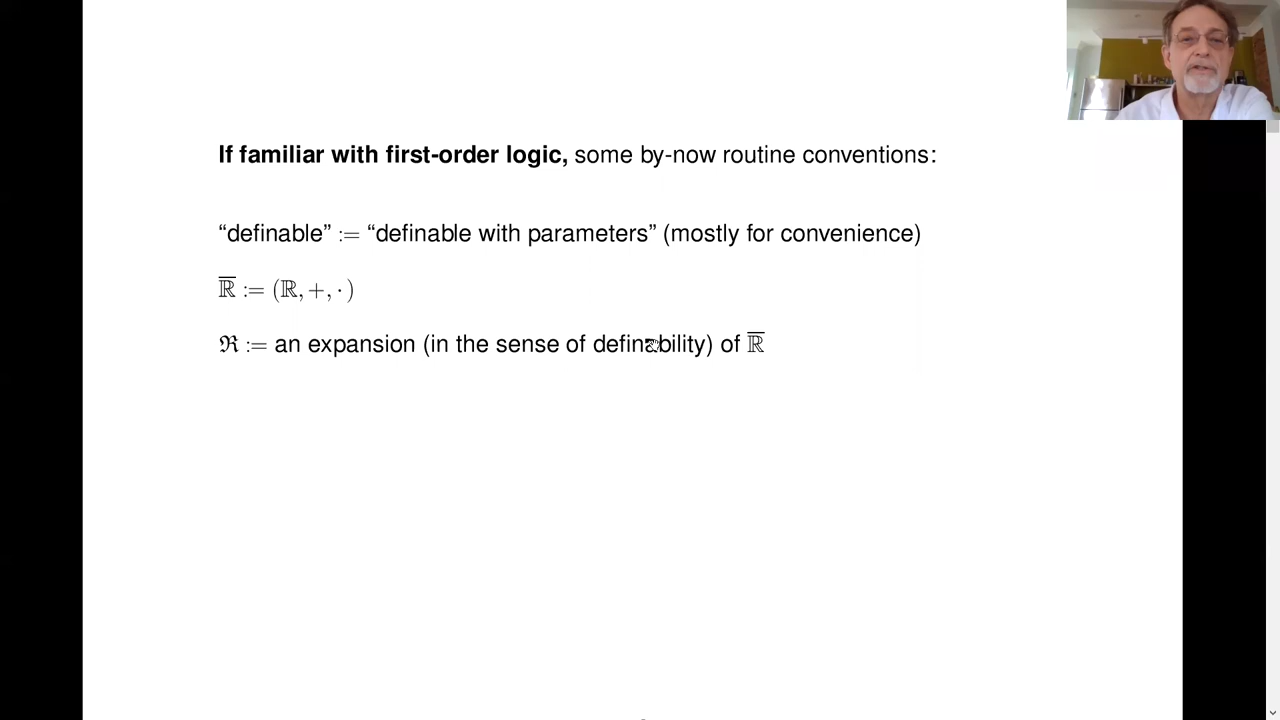 If familiar with first-order logic, some by-now routine conventions:
“definable” := “definable with parameters” (mostly for convenience)
ℝ̅ := (ℝ, +, · )
ℜ := an expansion (in the sense of definability) of ℝ̅